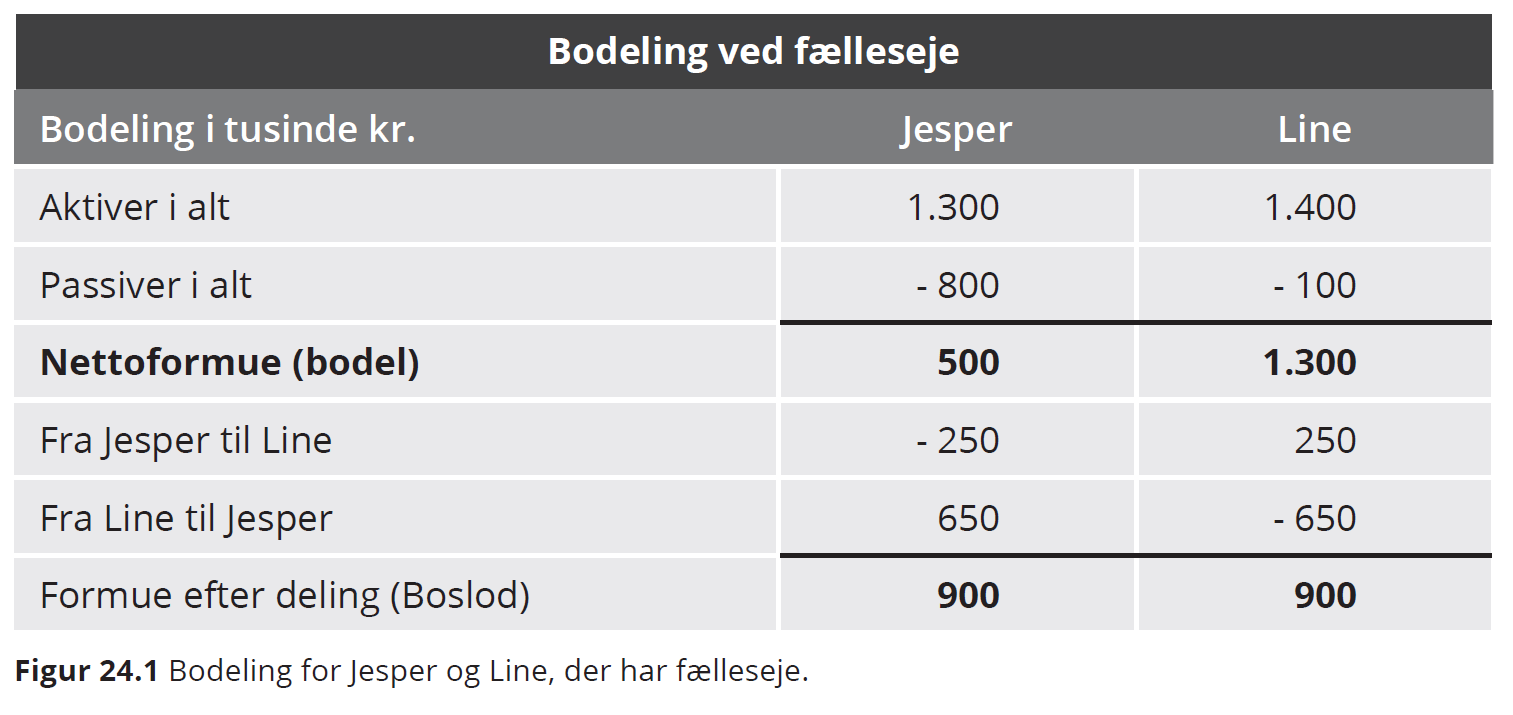 Bodeling ved fælleseje
Bodeling i tusinde kr. Jesper Line
Aktiver i alt 1.300 1.400
Passiver i alt - 800 - 100
Nettoformue (bodel) 500 1.300
Fra Jesper til Line - 250 250
Fra Line til Jesper 650 - 650
Formue efter deling (Boslod) 900 900
Figur 24.1 Bodeling for Jesper og Line, der har fælleseje.